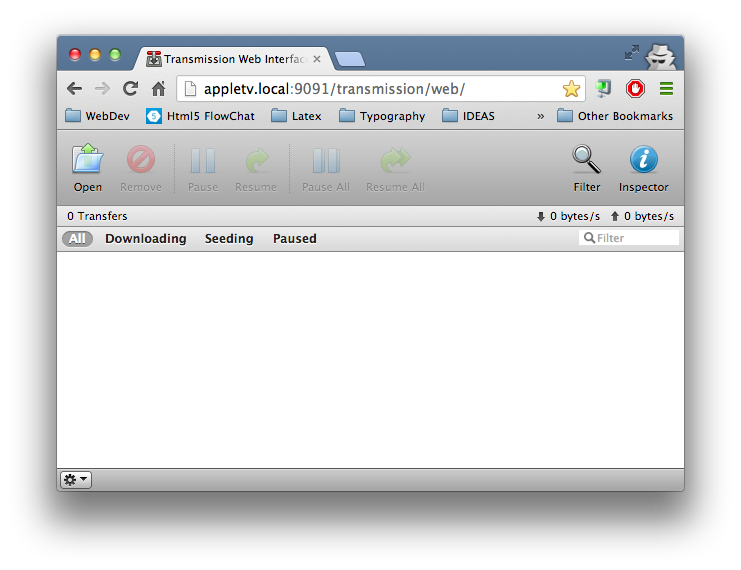 Transmission Web Interfac
appletv.local:9091/transmission/web/
WebDev 5 Html5 FlowChat Latex Typography IDEAS » Other Bookmarks
Open Remove Pause Resume Pause All Resume All Filter Inspector
0 Transfers 0 bytes/s 0 bytes/s
All Downloading Seeding Paused Filter